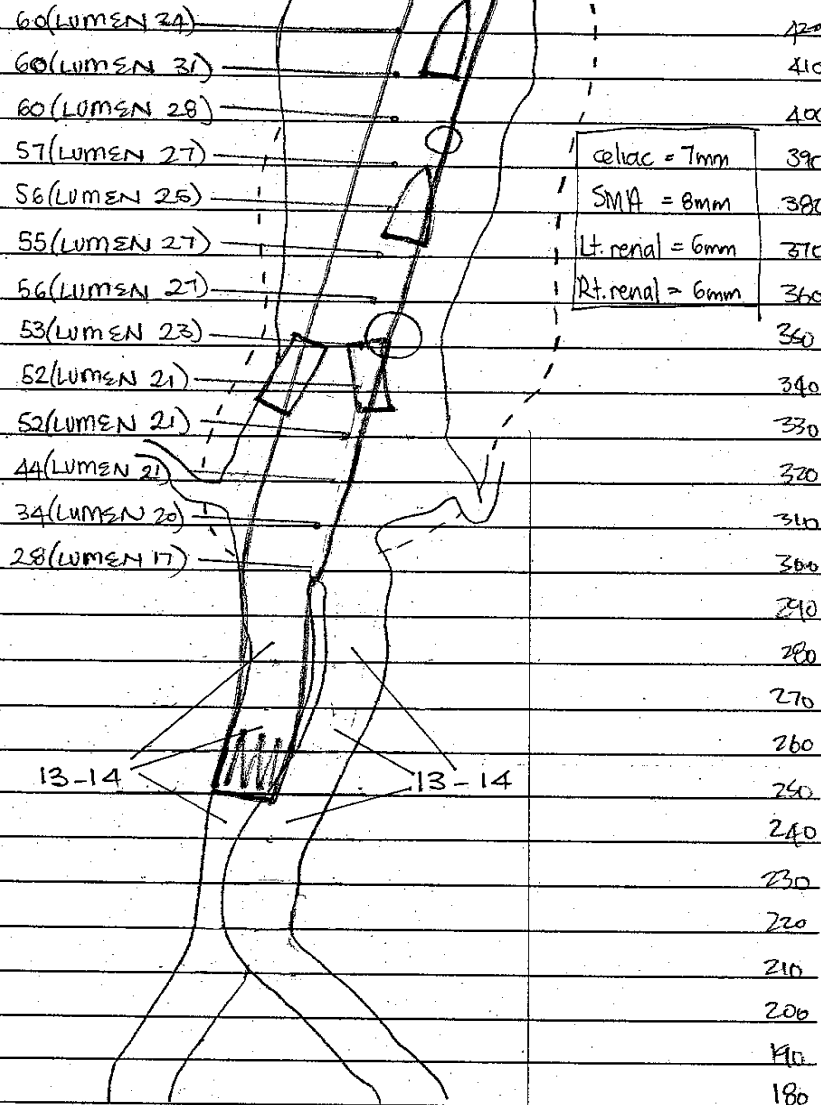 60(LUMEN 34) 420
60(LUMEN 31) 410
60(LUMEN 28) 400
57(LUMEN 27) 390
56(LUMEN 25) 380
55(LUMEN 27) 370
56(LUMEN 27) 360
53(LUMEN 23) 350
52(LUMEN 21) 340
52(LUMEN 21) 330
44(LUMEN 21) 320
34(LUMEN 20) 310
28(LUMEN 17) 300
celiac = 7mm
SMA = 8mm
Lt. renal = 6mm
Rt. renal = 6mm
290
280
270
260
13-14 13-14
250
240
230
220
210
200
190
180